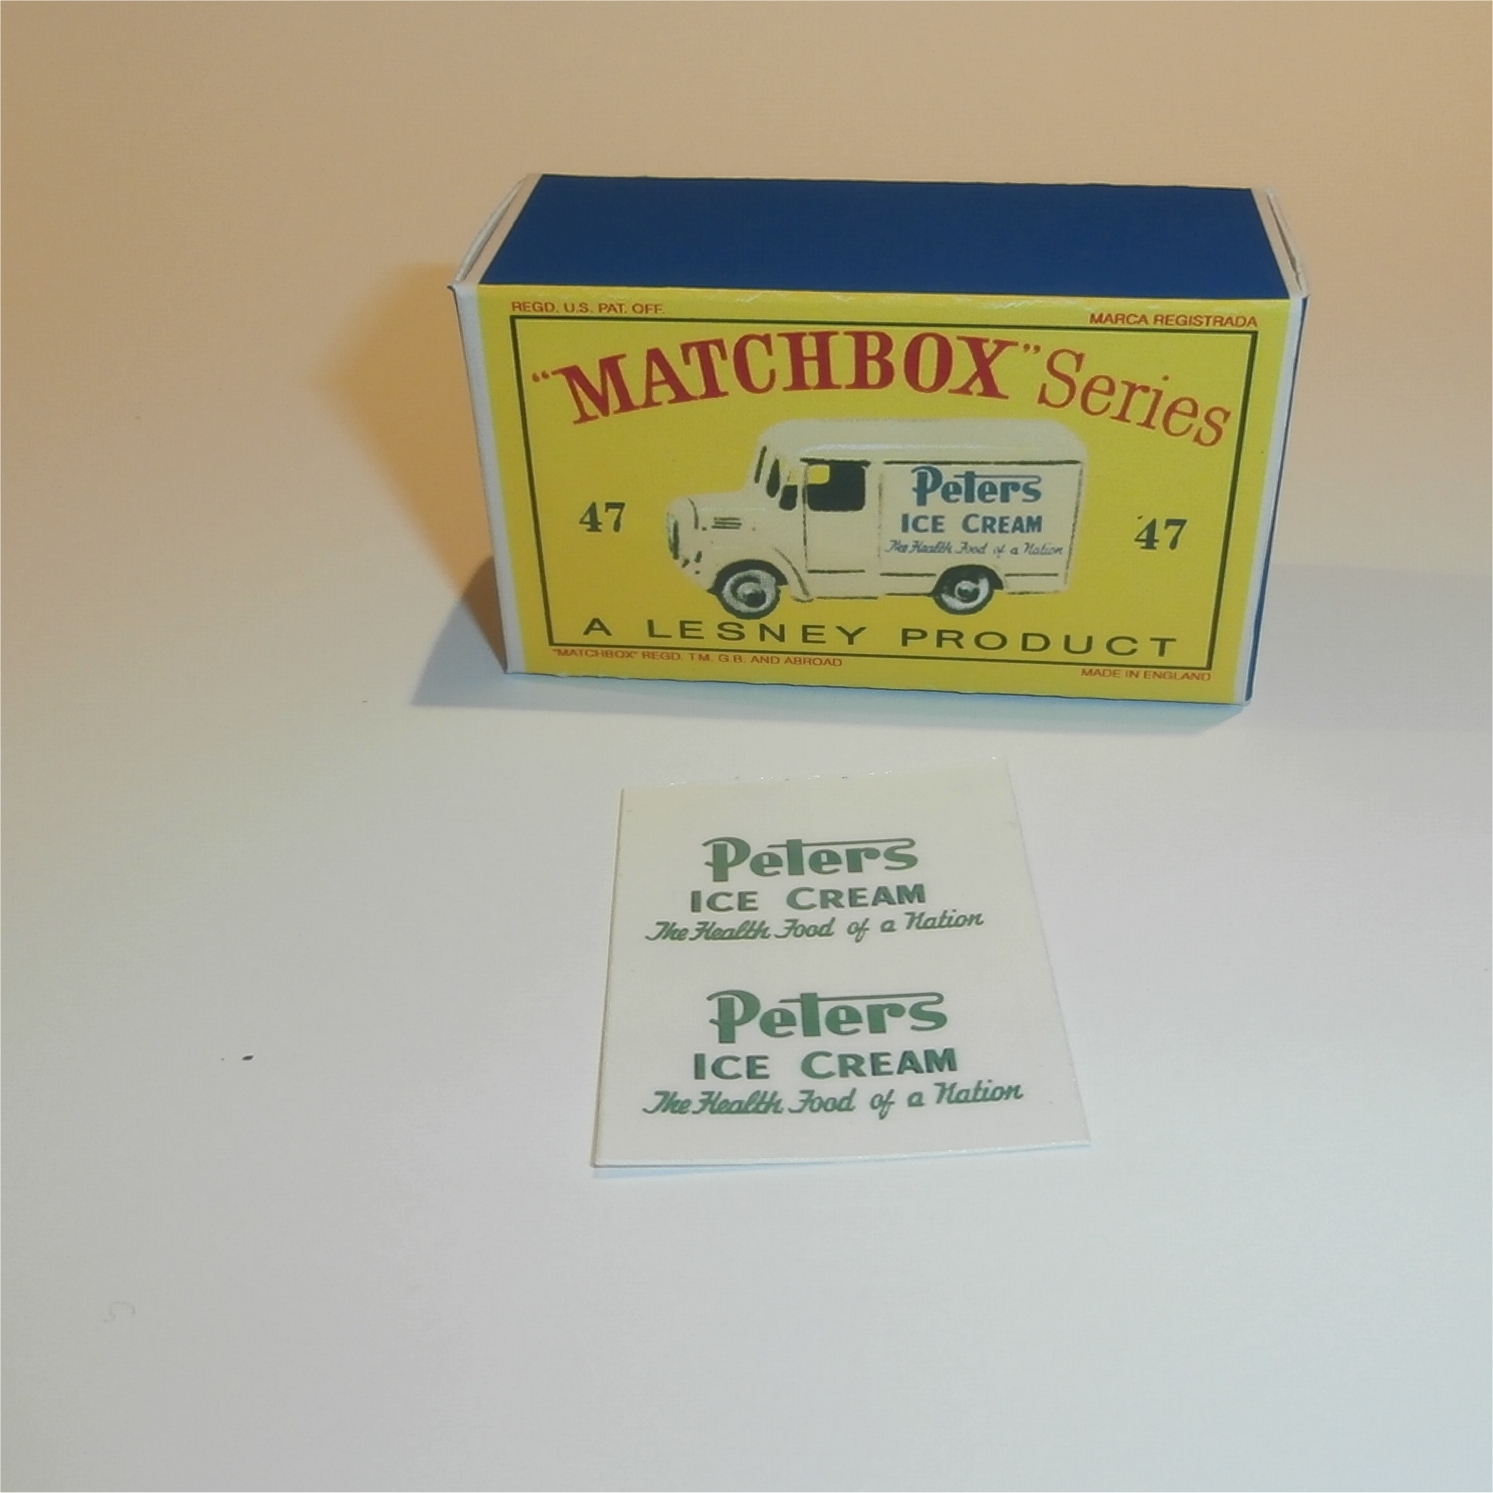 REGD. U.S. PAT. OFF. MARCA REGISTRADA
"MATCHBOX" Series
Peters
ICE CREAM
The Health Food of a Nation
47 47
A LESNEY PRODUCT
"MATCHBOX" REGD. T.M. G.B. AND ABROAD
MADE IN ENGLAND
Peters
ICE CREAM
The Health Food of a Nation
Peters
ICE CREAM
The Health Food of a Nation